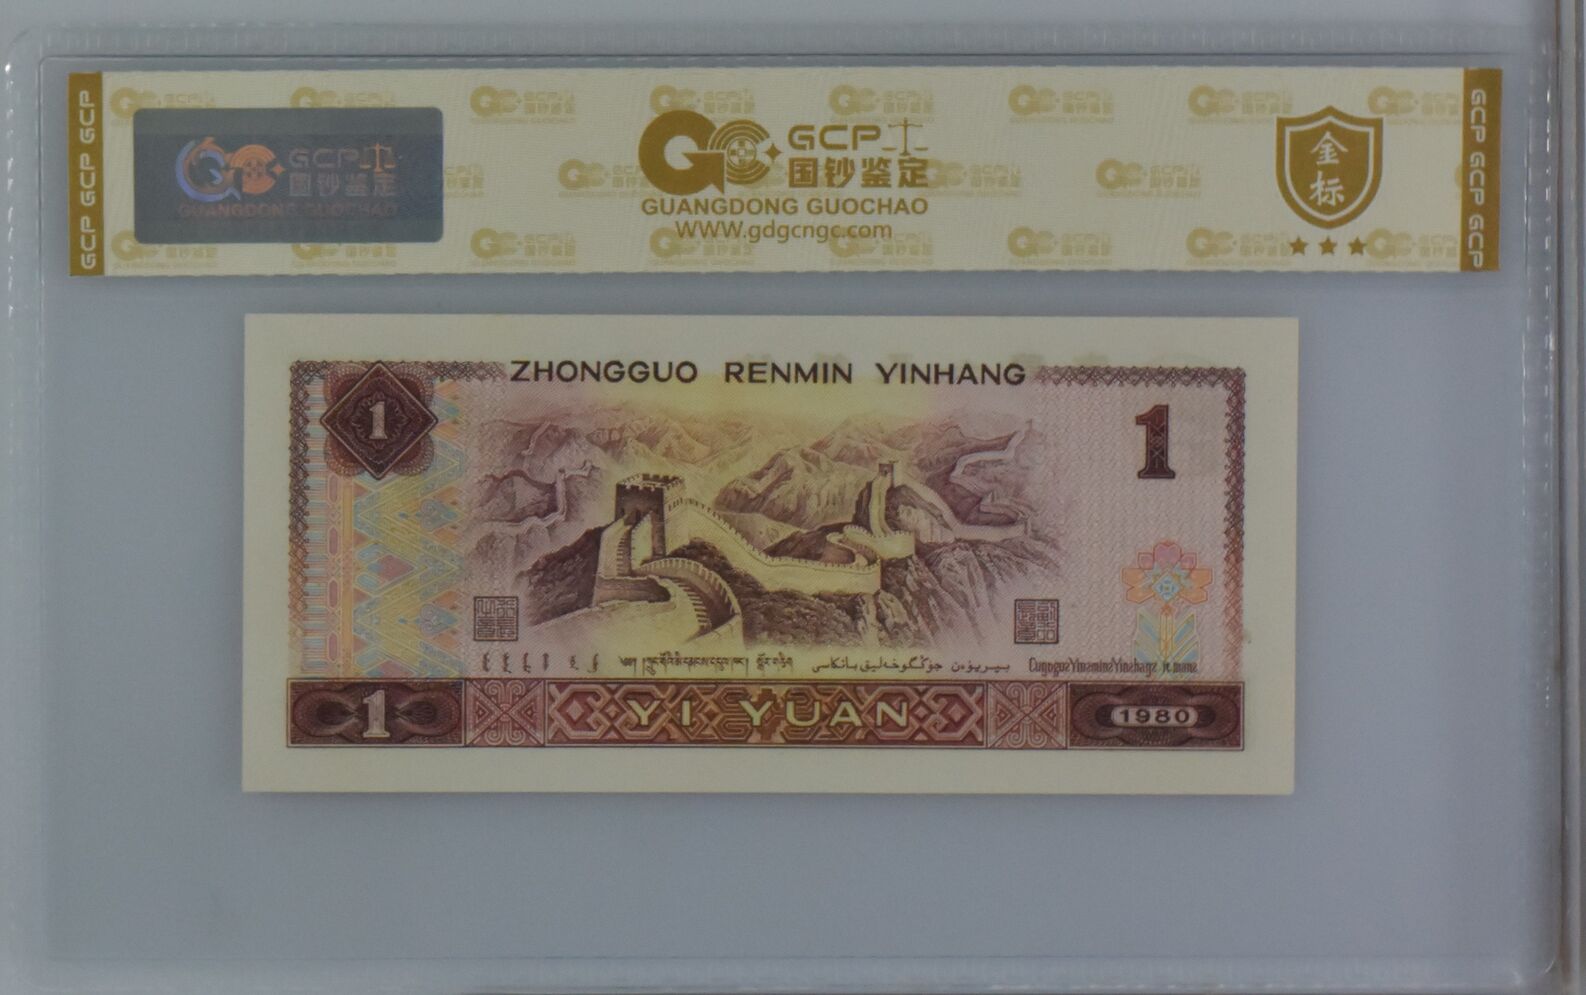 GCP GCP GCP
GCP
国钞鉴定
GUANGDONG GUOCHAO
GCP
国钞鉴定
GUANGDONG GUOCHAO
WWW.gdgcngc.com
金标
GCP GCP GCP
ZHONGGUO RENMIN YINHANG
1
1
1
YI YUAN
1980